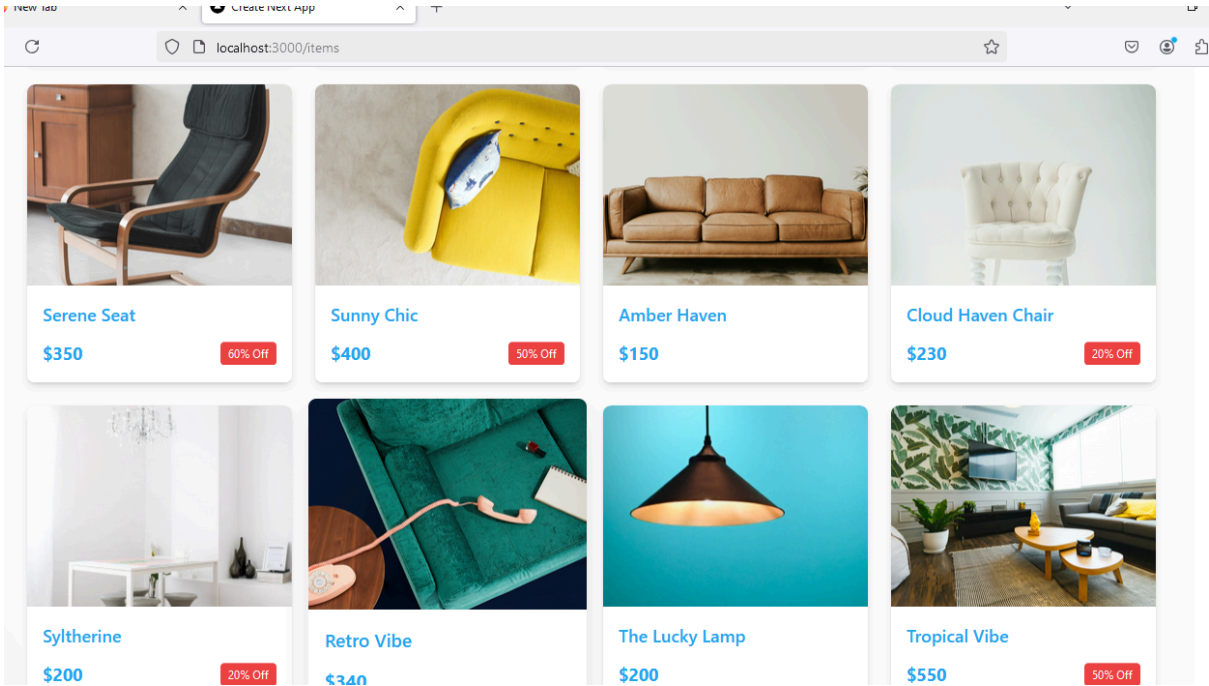 New Tab
Create Next App
localhost:3000/items
Serene Seat
$350
60% Off
Sunny Chic
$400
50% Off
Amber Haven
$150
Cloud Haven Chair
$230
20% Off
Syltherine
$200
20% Off
Retro Vibe
$340
The Lucky Lamp
$200
Tropical Vibe
$550
50% Off